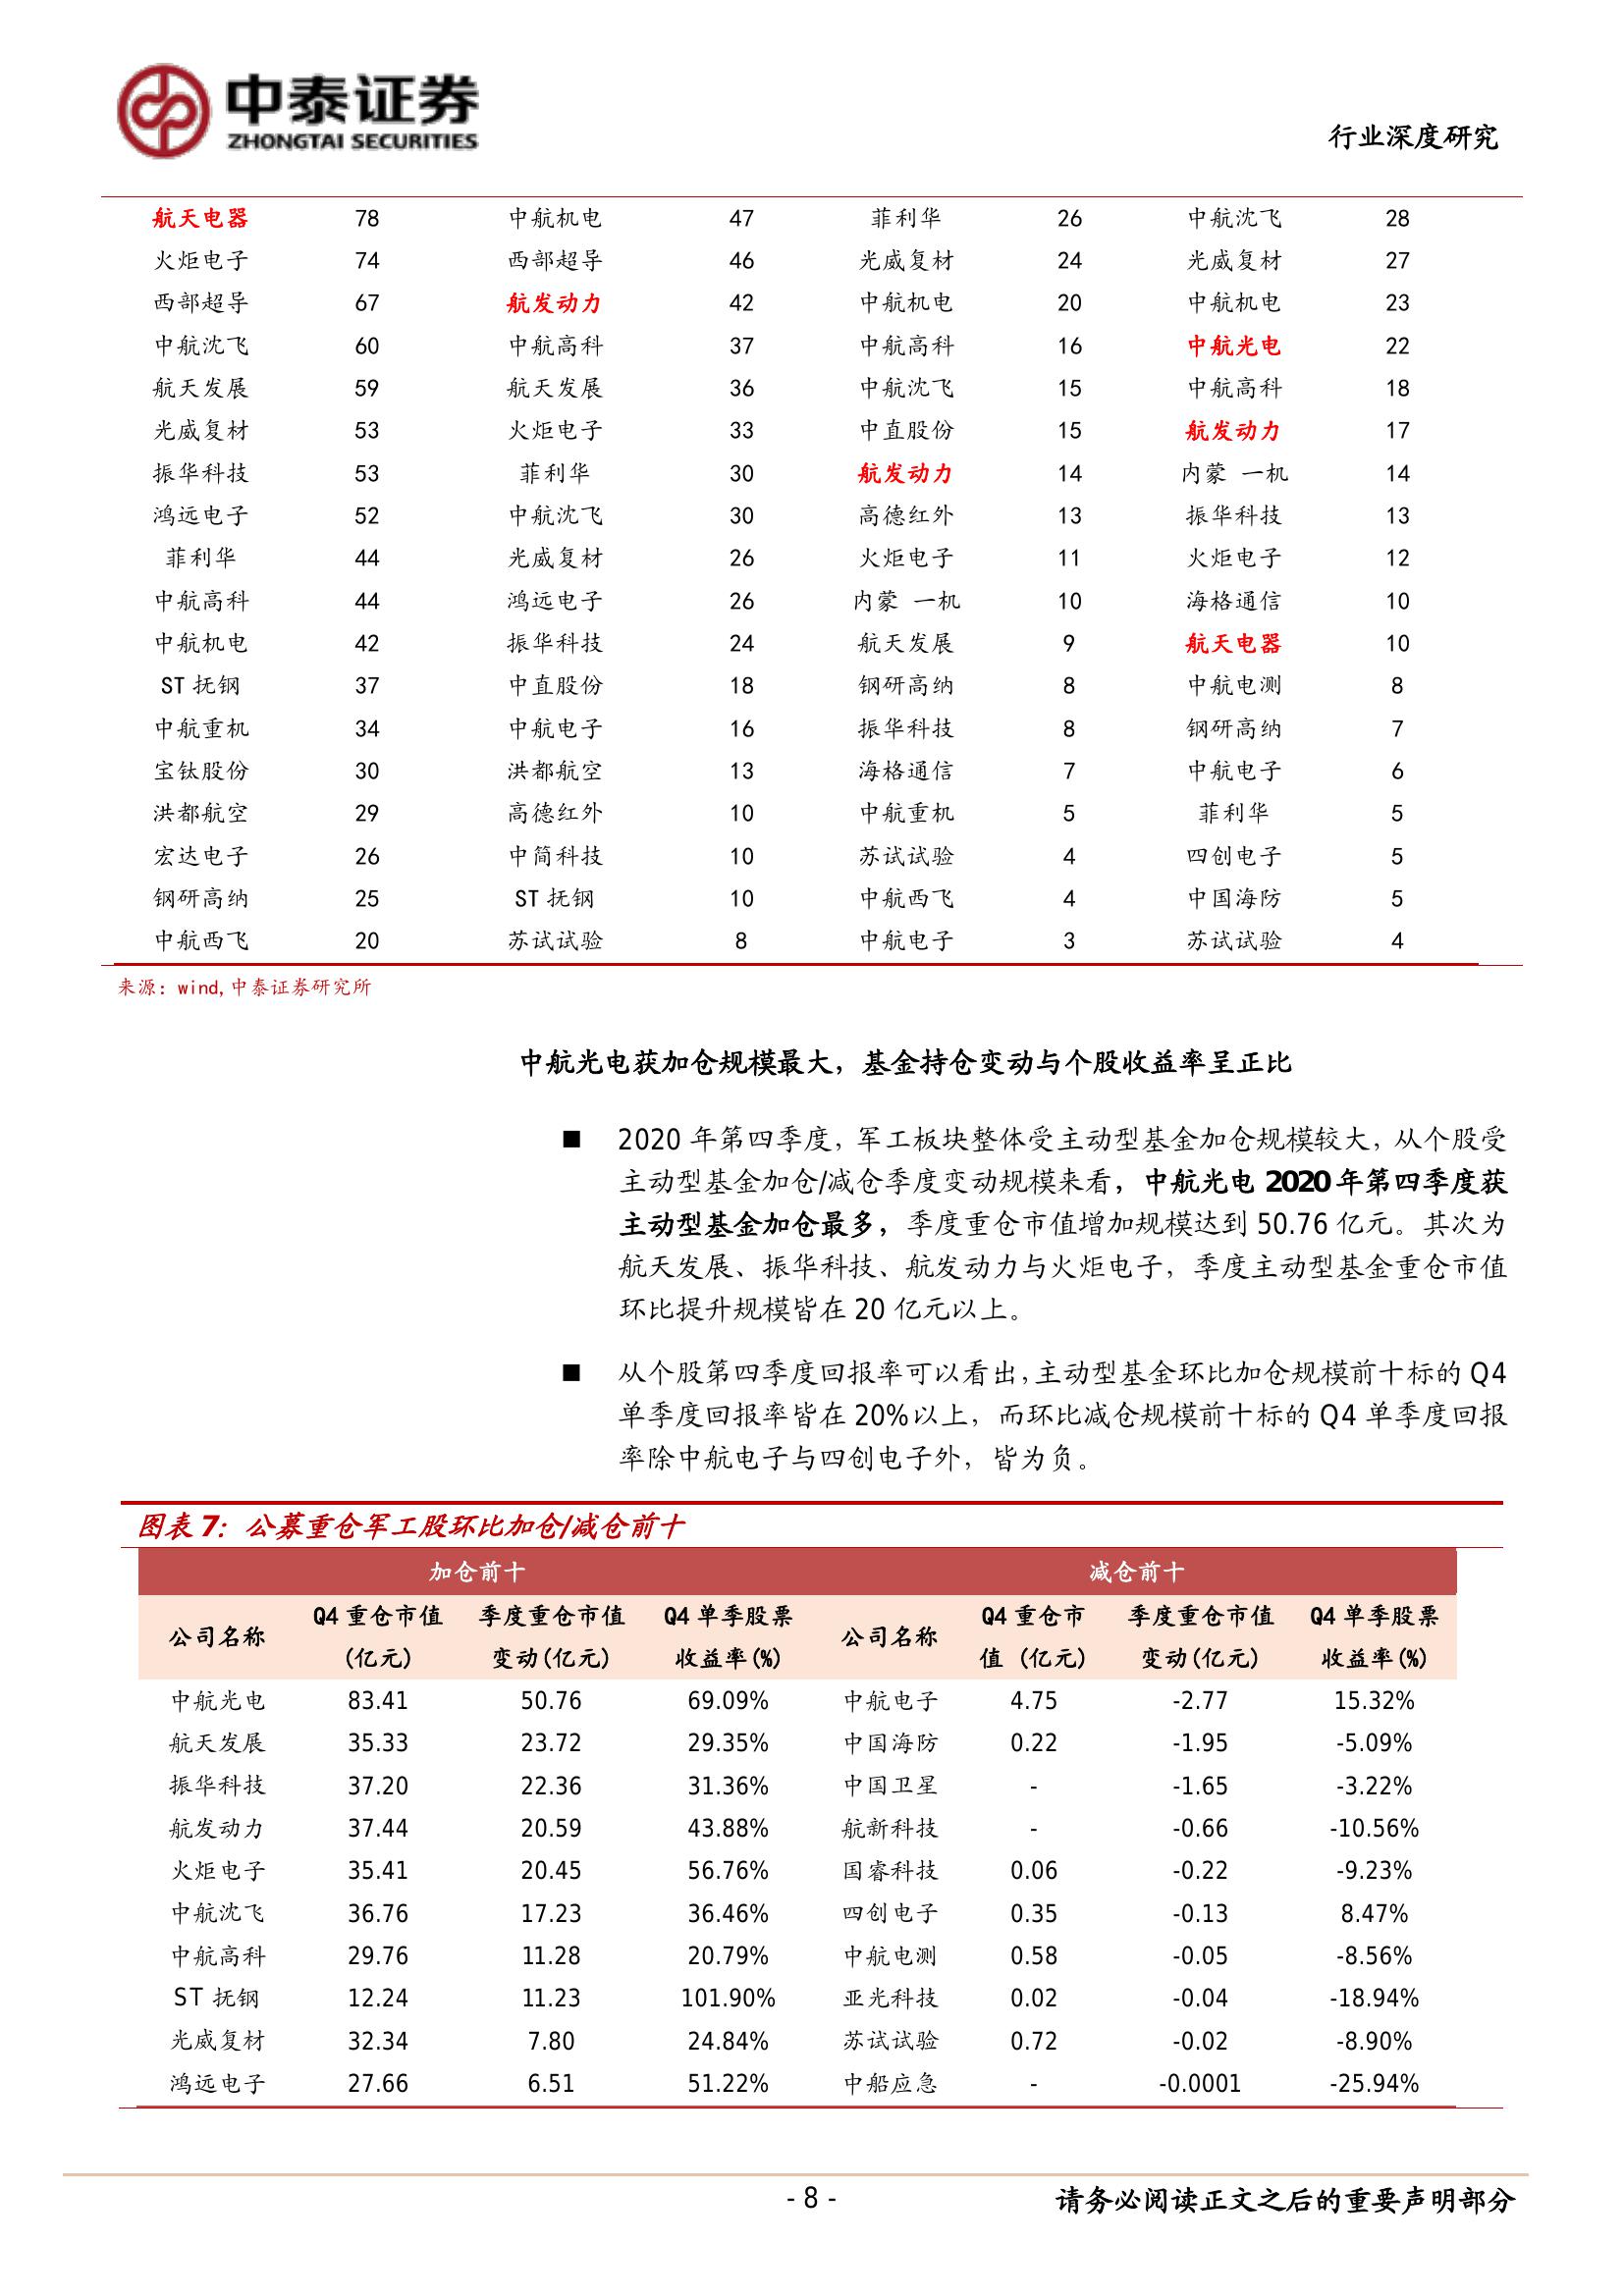 中泰证券
ZHONGTAI SECURITIES
行业深度研究
航天电器 78 中航机电 47 菲利华 26 中航沈飞 28
火炬电子 74 西部超导 46 光威复材 24 光威复材 27
西部超导 67 航发动力 42 中航机电 20 中航机电 23
中航沈飞 60 中航高科 37 中航高科 16 中航光电 22
航天发展 59 航天发展 36 中航沈飞 15 中航高科 18
光威复材 53 火炬电子 33 中直股份 15 航发动力 17
振华科技 53 菲利华 30 航发动力 14 内蒙 一机 14
鸿远电子 52 中航沈飞 30 高德红外 13 振华科技 13
菲利华 44 光威复材 26 火炬电子 11 火炬电子 12
中航高科 44 鸿远电子 26 内蒙 一机 10 海格通信 10
中航机电 42 振华科技 24 航天发展 9 航天电器 10
ST 抚钢 37 中直股份 18 钢研高纳 8 中航电测 8
中航重机 34 中航电子 16 振华科技 8 钢研高纳 7
宝钛股份 30 洪都航空 13 海格通信 7 中航电子 6
洪都航空 29 高德红外 10 中航重机 5 菲利华 5
宏达电子 26 中简科技 10 苏试试验 4 四创电子 5
钢研高纳 25 ST 抚钢 10 中航西飞 4 中国海防 5
中航西飞 20 苏试试验 8 中航电子 3 苏试试验 4
来源：wind,中泰证券研究所
中航光电获加仓规模最大，基金持仓变动与个股收益率呈正比
■ 2020 年第四季度，军工板块整体受主动型基金加仓规模较大，从个股受
主动型基金加仓/减仓季度变动规模来看，中航光电 2020 年第四季度获
主动型基金加仓最多，季度重仓市值增加规模达到 50.76 亿元。其次为
航天发展、振华科技、航发动力与火炬电子，季度主动型基金重仓市值
环比提升规模皆在 20 亿元以上。
■ 从个股第四季度回报率可以看出，主动型基金环比加仓规模前十标的 Q4
单季度回报率皆在 20%以上，而环比减仓规模前十标的 Q4 单季度回报
率除中航电子与四创电子外，皆为负。
图表 7：公募重仓军工股环比加仓/减仓前十
加仓前十 减仓前十
公司名称 Q4 重仓市值 季度重仓市值 Q4 单季股票 公司名称 Q4 重仓市 季度重仓市值 Q4 单季股票
(亿元) 变动(亿元) 收益率(%) 值 (亿元) 变动(亿元) 收益率(%)
中航光电 83.41 50.76 69.09% 中航电子 4.75 -2.77 15.32%
航天发展 35.33 23.72 29.35% 中国海防 0.22 -1.95 -5.09%
振华科技 37.20 22.36 31.36% 中国卫星 - -1.65 -3.22%
航发动力 37.44 20.59 43.88% 航新科技 - -0.66 -10.56%
火炬电子 35.41 20.45 56.76% 国睿科技 0.06 -0.22 -9.23%
中航沈飞 36.76 17.23 36.46% 四创电子 0.35 -0.13 8.47%
中航高科 29.76 11.28 20.79% 中航电测 0.58 -0.05 -8.56%
ST 抚钢 12.24 11.23 101.90% 亚光科技 0.02 -0.04 -18.94%
光威复材 32.34 7.80 24.84% 苏试试验 0.72 -0.02 -8.90%
鸿远电子 27.66 6.51 51.22% 中船应急 - -0.0001 -25.94%
- 8 -
请务必阅读正文之后的重要声明部分